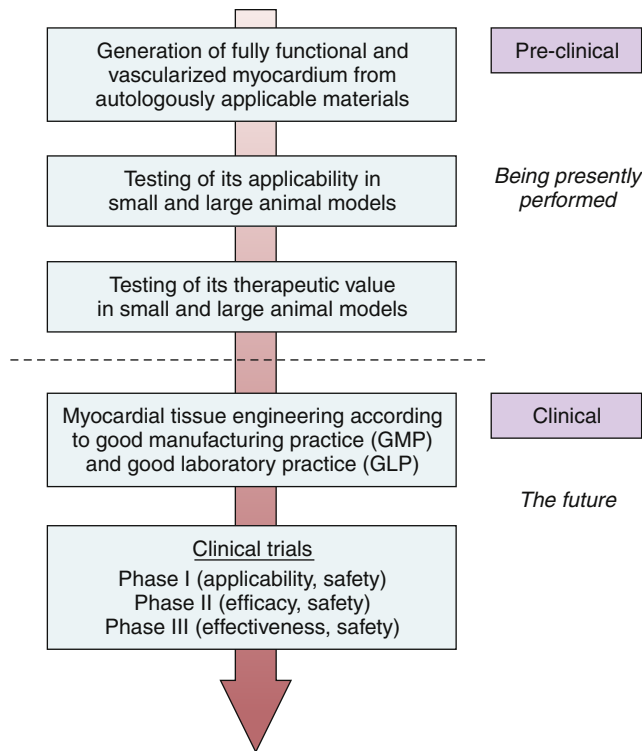 Generation of fully functional and
vascularized myocardium from
autologously applicable materials
Pre-clinical
Testing of its applicability in
small and large animal models
Being presently
performed
Testing of its therapeutic value
in small and large animal models
Myocardial tissue engineering according
to good manufacturing practice (GMP)
and good laboratory practice (GLP)
Clinical
The future
Clinical trials
Phase I (applicability, safety)
Phase II (efficacy, safety)
Phase III (effectiveness, safety)